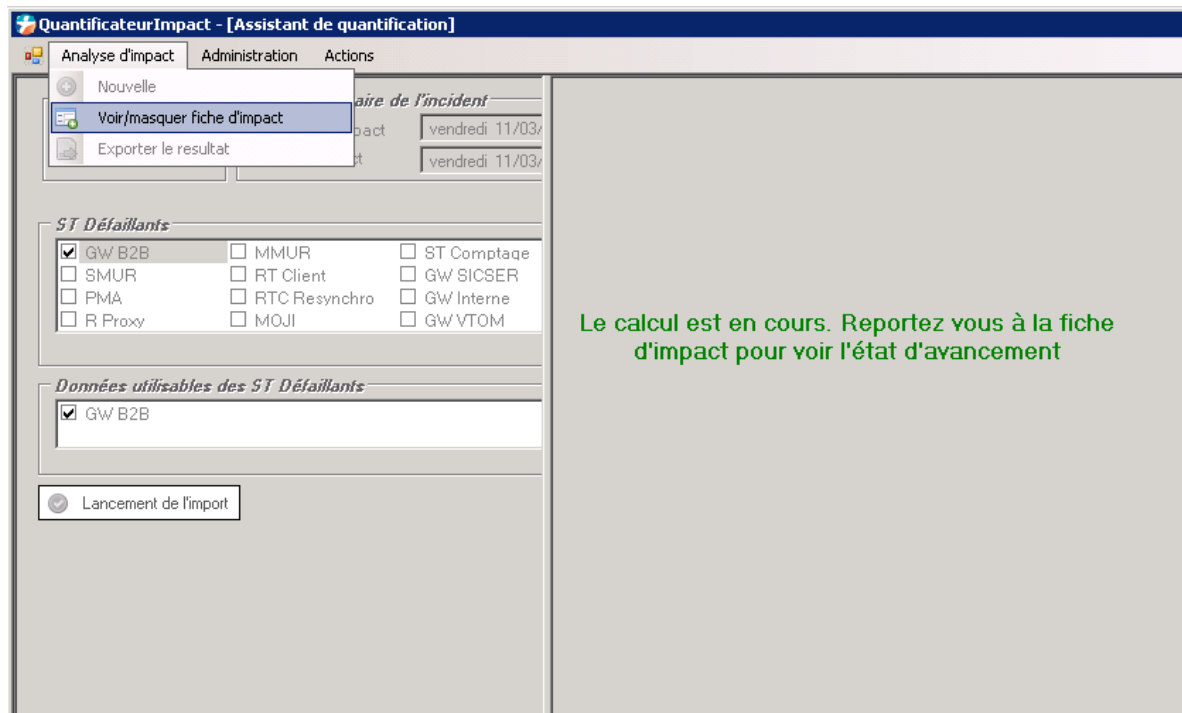 QuantificateurImpact - [Assistant de quantification]
Analyse d'impact Administration Actions
Nouvelle
Voir/masquer fiche d'impact
Exporter le resultat
de l'incident
vendredi 11/03/
vendredi 11/03/
ST Défaillants
GW B2B MMUR ST Comptage
SMUR RT Client GW SICSER
PMA RTC Resynchro GW Interne
R Proxy MOJI GW VTOM
Données utilisables des ST Défaillants
GW B2B
Lancement de l'import
Le calcul est en cours. Reportez vous à la fiche
d'impact pour voir l'état d'avancement